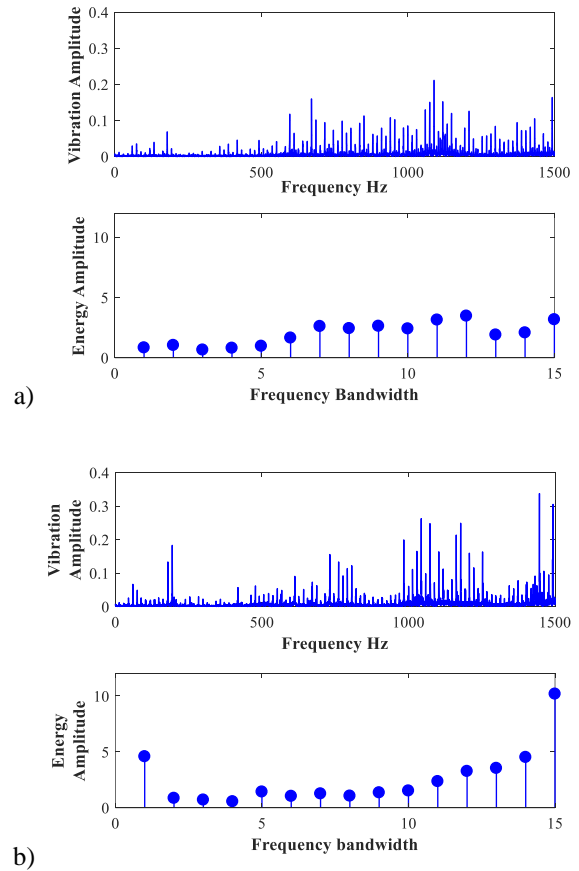 0.4
0.3
0.2
0.1
0
Vibration Amplitude
500
1000
1500
Frequency Hz
10
5
0
Energy Amplitude
0
5
10
15
Frequency Bandwidth
a)
0.4
0.3
0.2
0.1
0
Vibration
Amplitude
0
500
1000
1500
Frequency Hz
10
5
0
Energy
Amplitude
0
5
10
15
Frequency bandwidth
b)